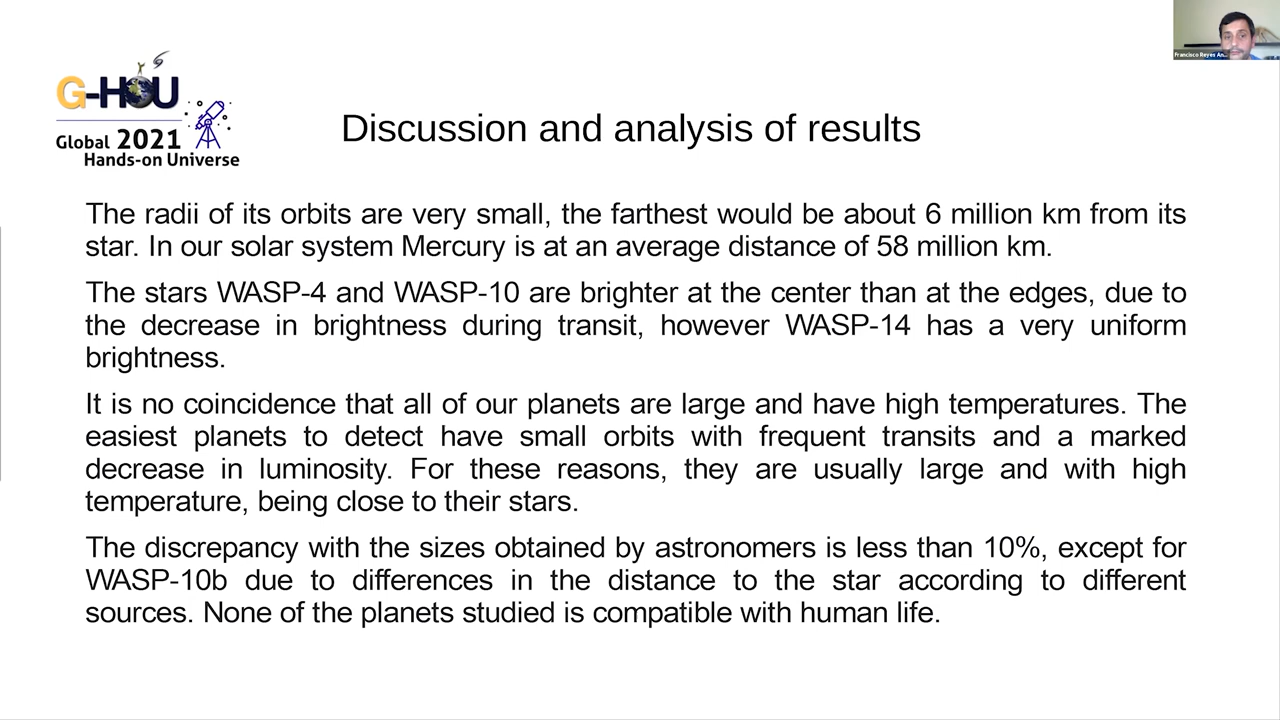 Francisco Reyes An...
G-HOU
Global 2021
Hands-on Universe
Discussion and analysis of results
The radii of its orbits are very small, the farthest would be about 6 million km from its
star. In our solar system Mercury is at an average distance of 58 million km.
The stars WASP-4 and WASP-10 are brighter at the center than at the edges, due to
the decrease in brightness during transit, however WASP-14 has a very uniform
brightness.
It is no coincidence that all of our planets are large and have high temperatures. The
easiest planets to detect have small orbits with frequent transits and a marked
decrease in luminosity. For these reasons, they are usually large and with high
temperature, being close to their stars.
The discrepancy with the sizes obtained by astronomers is less than 10%, except for
WASP-10b due to differences in the distance to the star according to different
sources. None of the planets studied is compatible with human life.